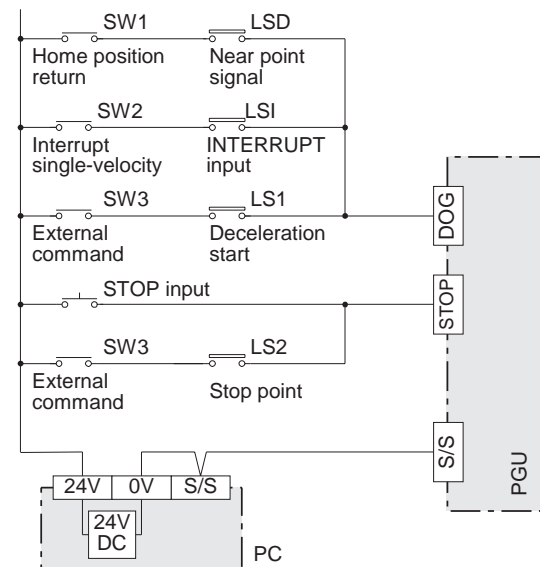 SW1 LSD
Home position return
Near point signal
SW2 LSI
Interrupt single-velocity
INTERRUPT input
SW3 LS1
External command
Deceleration start
DOG
STOP input
STOP
SW3 LS2
External command
Stop point
S/S
PGU
24V 0V S/S
24V DC
PC